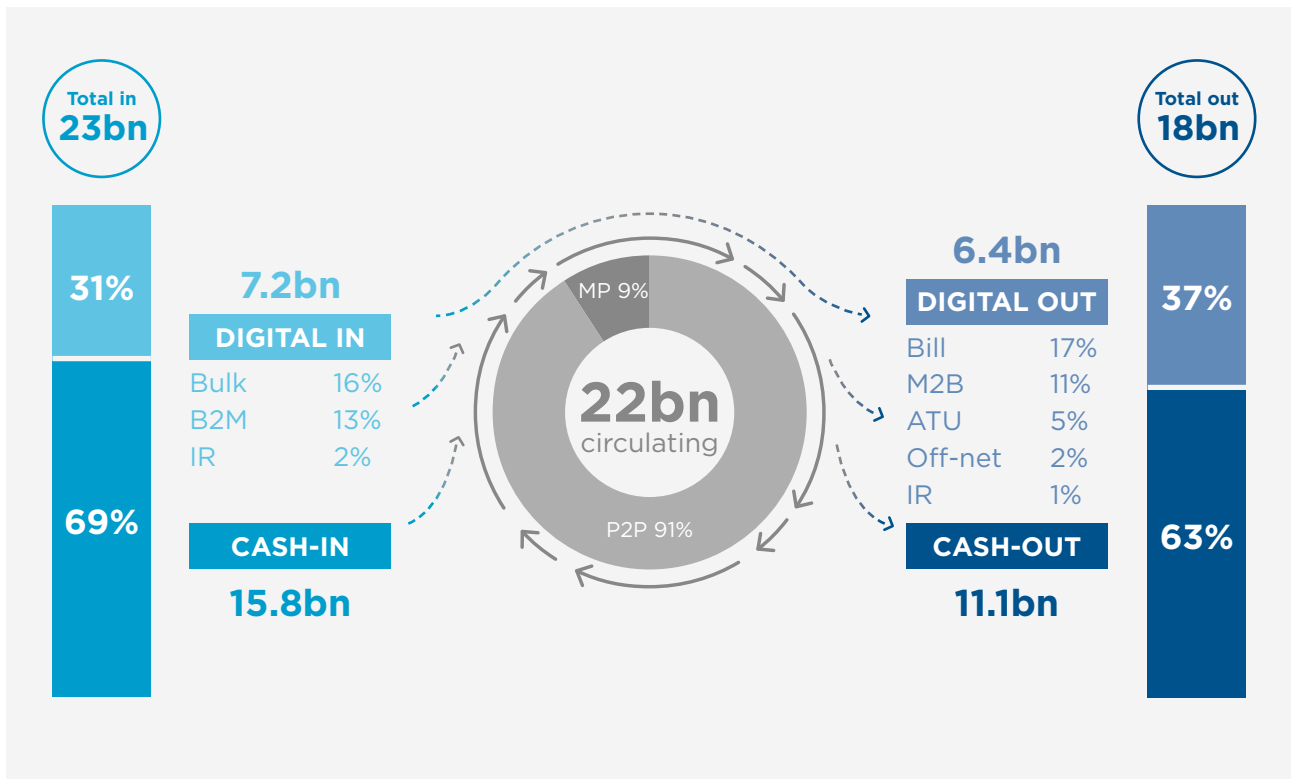 Total in
23bn
31%
69%
7.2bn
DIGITAL IN
Bulk 16%
B2M 13%
IR 2%
CASH-IN
15.8bn
MP 9%
22bn
circulating
P2P 91%
6.4bn
DIGITAL OUT
Bill 17%
M2B 11%
ATU 5%
Off-net 2%
IR 1%
CASH-OUT
11.1bn
Total out
18bn
37%
63%